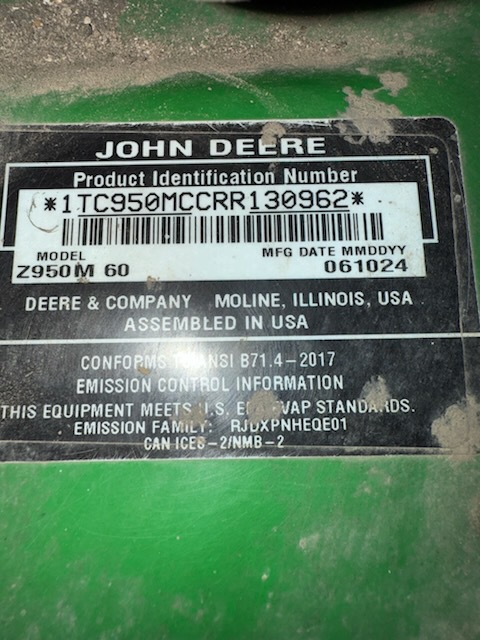 JOHN DEERE
Product Identification Number
*1TC950MCCRR130962*
MODEL MFG DATE MMDDYY
Z950M 60 061024
DEERE & COMPANY MOLINE, ILLINOIS, USA
ASSEMBLED IN USA
CONFORMS TO ANSI B71.4-2017
EMISSION CONTROL INFORMATION
THIS EQUIPMENT MEETS U.S. EPA EVAP STANDARDS.
EMISSION FAMILY: RJDXPNHEQE01
CAN ICES-2/NMB-2